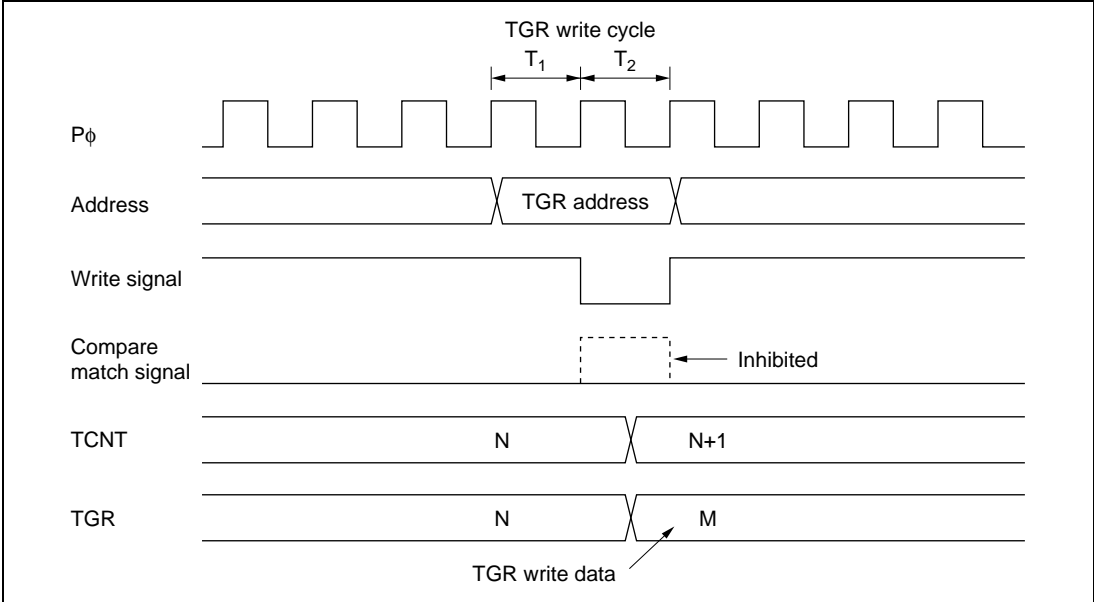 TGR write cycle
T1 T2
Pϕ
Address TGR address
Write signal
Compare
match signal Inhibited
TCNT N N+1
TGR N M
TGR write data